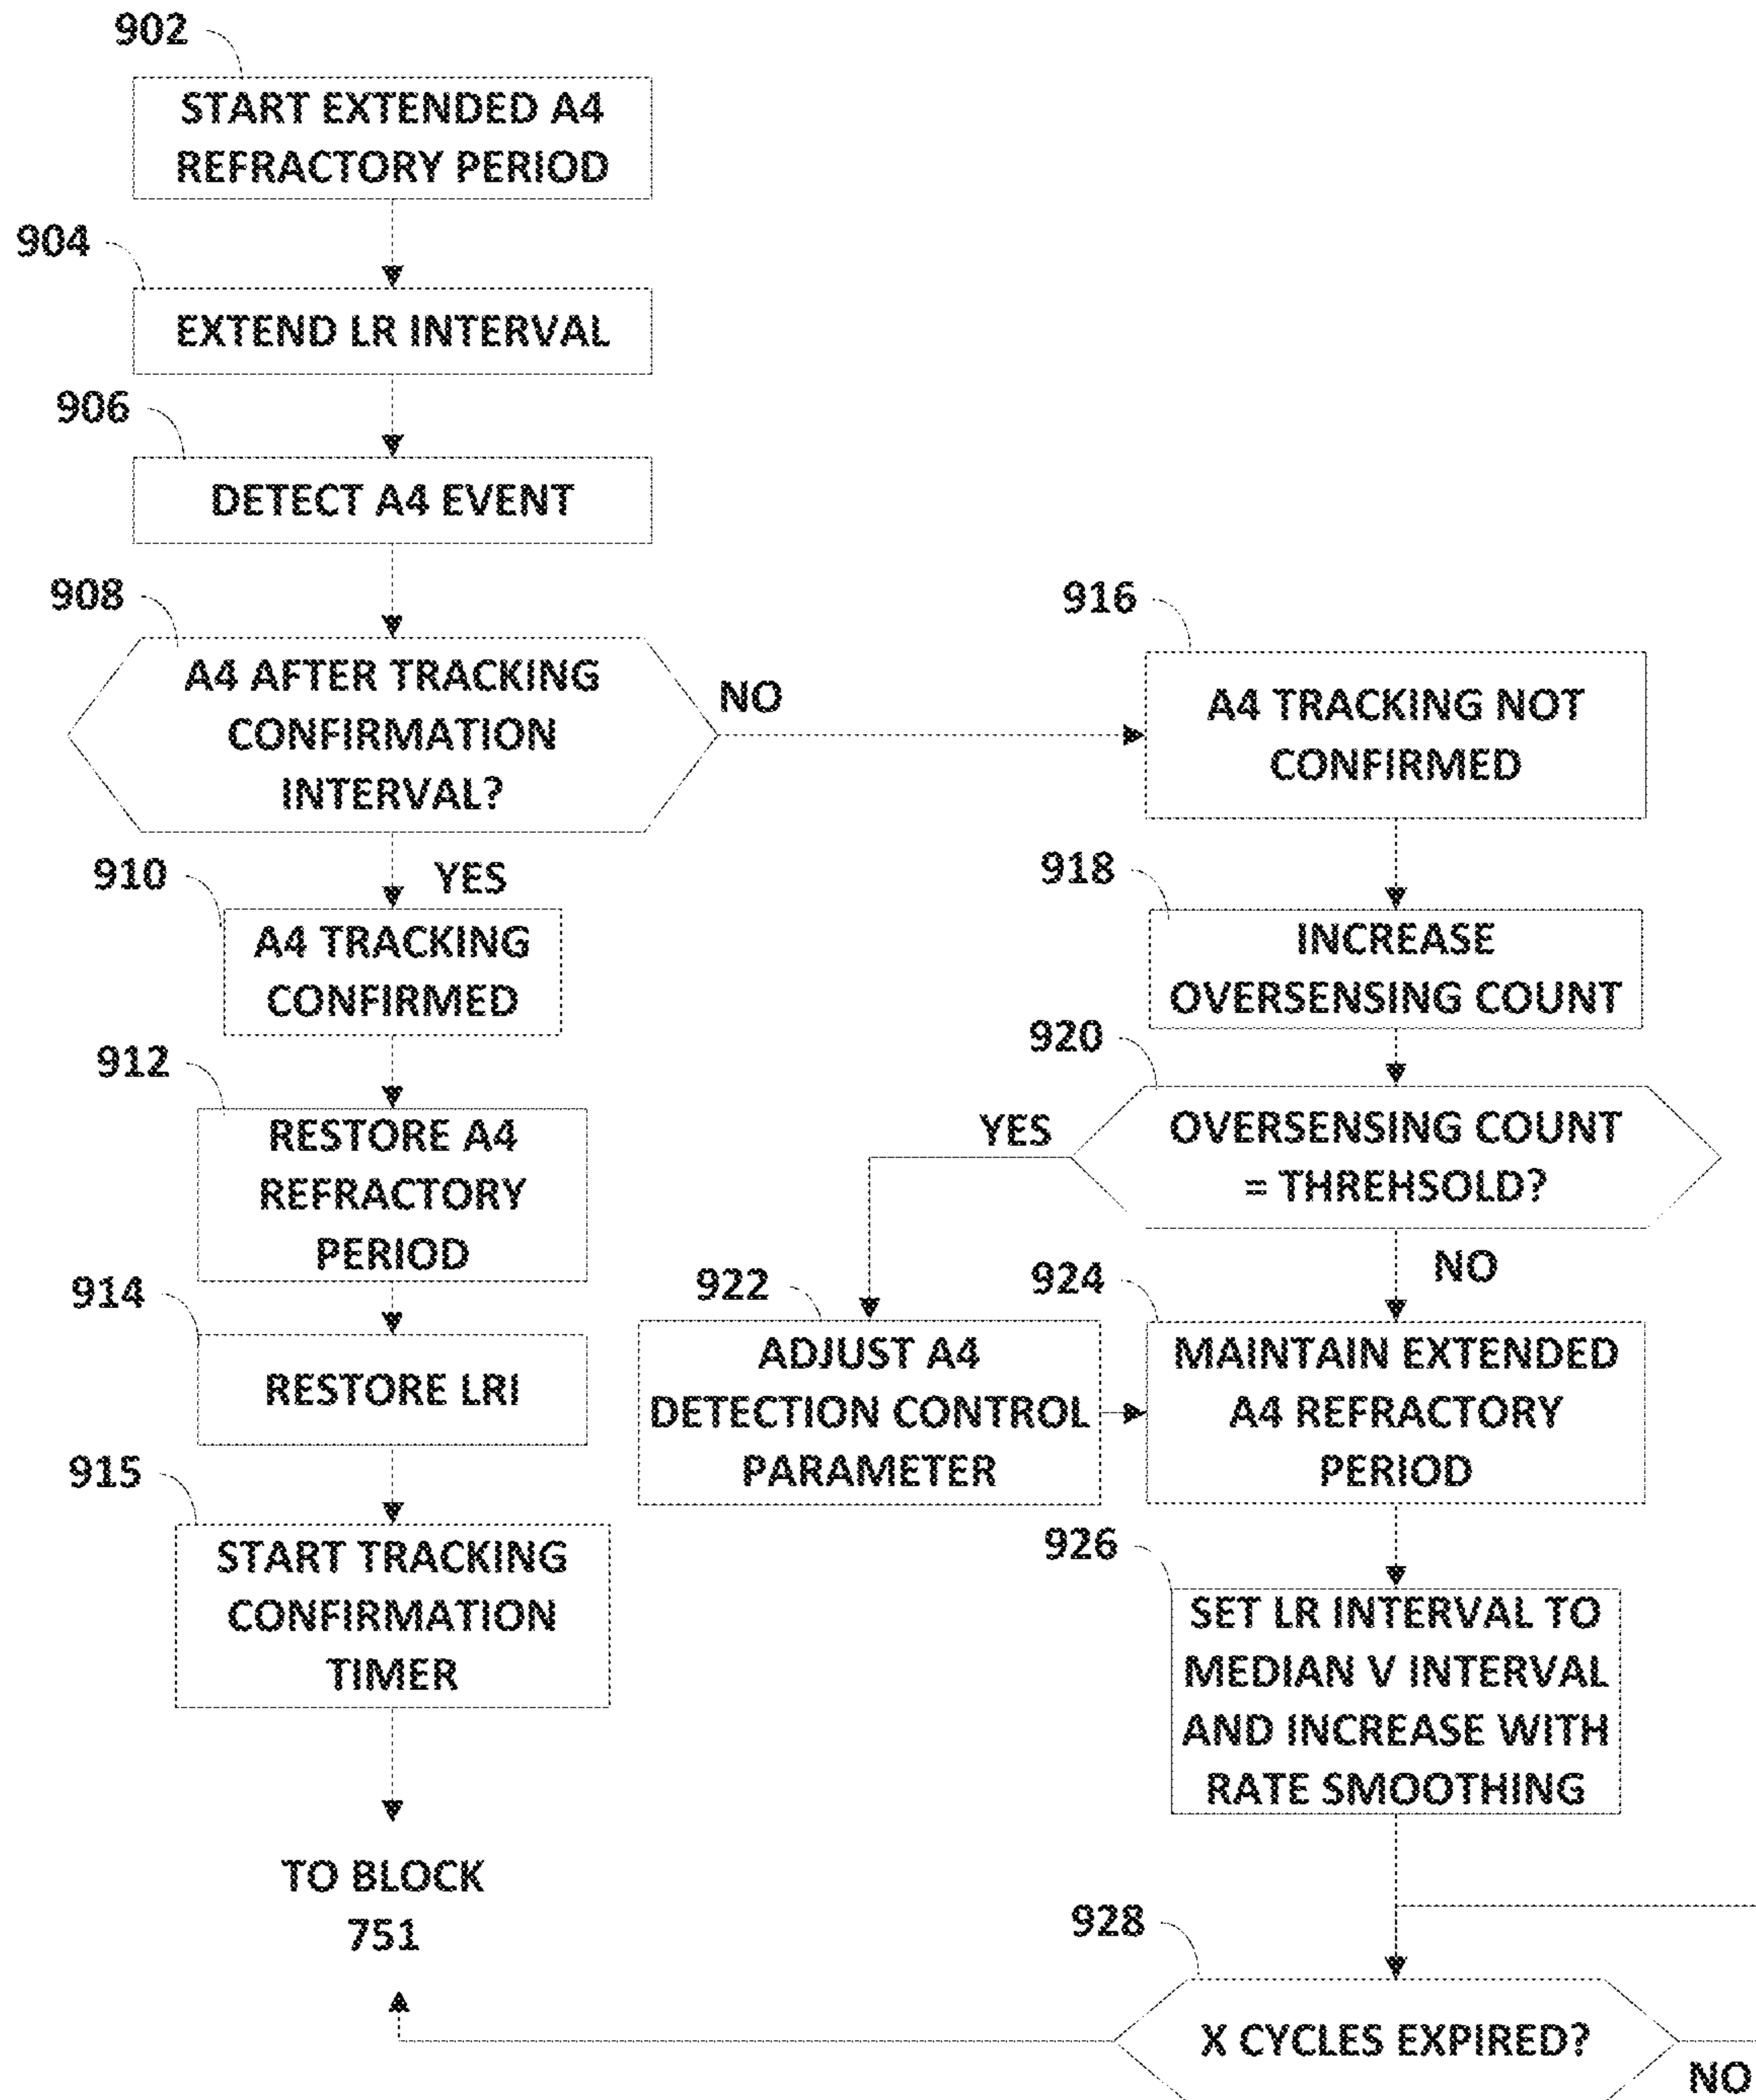 902
START EXTENDED A4
REFRACTORY PERIOD
904
EXTEND LR INTERVAL
906
DETECT A4 EVENT
908
A4 AFTER TRACKING
CONFIRMATION
INTERVAL?
NO
YES
910
A4 TRACKING
CONFIRMED
912
RESTORE A4
REFRACTORY
PERIOD
914
RESTORE LRI
915
START TRACKING
CONFIRMATION
TIMER
TO BLOCK
751
916
A4 TRACKING NOT
CONFIRMED
918
INCREASE
OVERSENSING COUNT
920
OVERSENSING COUNT
= THREHSOLD?
YES
NO
922
ADJUST A4
DETECTION CONTROL
PARAMETER
924
MAINTAIN EXTENDED
A4 REFRACTORY
PERIOD
926
SET LR INTERVAL TO
MEDIAN V INTERVAL
AND INCREASE WITH
RATE SMOOTHING
928
X CYCLES EXPIRED?
NO